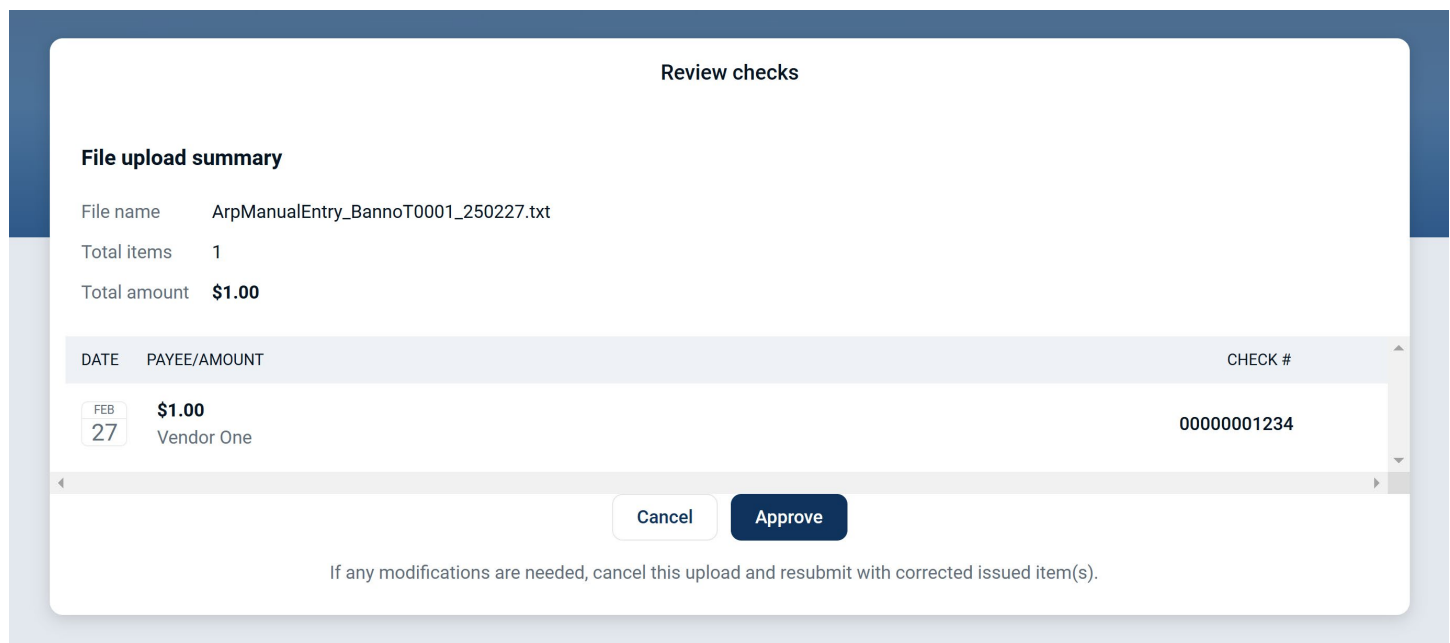 Review checks
File upload summary
File name ArpManualEntry_BannoT0001_250227.txt
Total items 1
Total amount $1.00
DATE PAYEE/AMOUNT CHECK #
FEB
27
$1.00
Vendor One
00000001234
Cancel Approve
If any modifications are needed, cancel this upload and resubmit with corrected issued item(s).